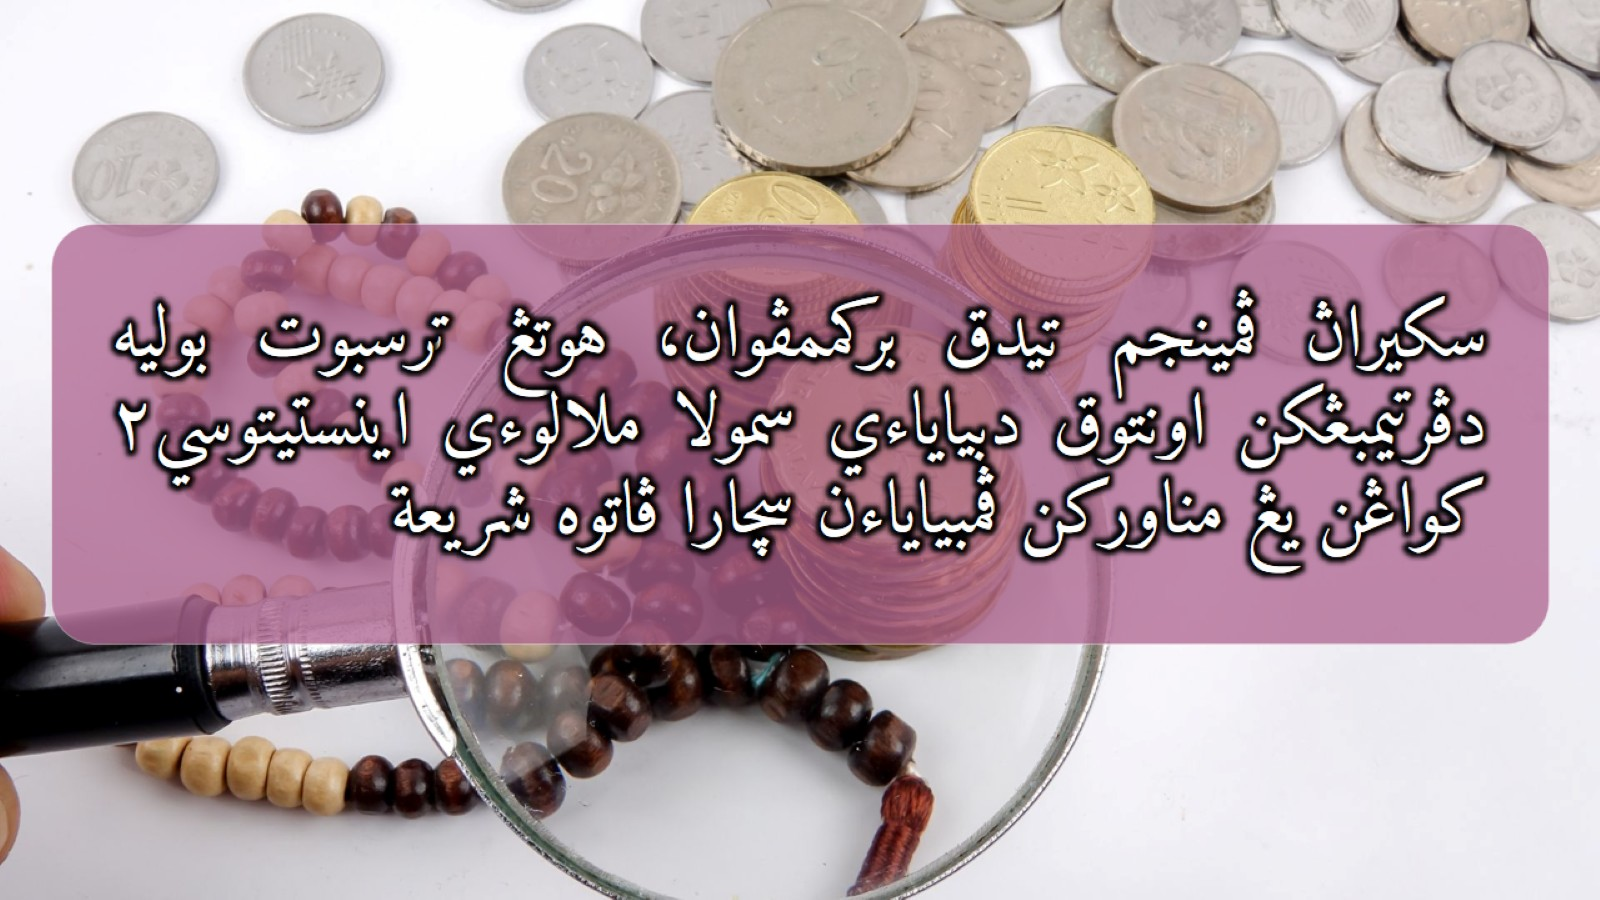 سكيراڽ ڤمينجم تيدق بركممڤوان، هوتڠ ترسبوت بوليه
دڤرتيمبڠكن اونتوق دبياياءي سمولا ملالوءي اينستيتوسي٢
كواڠن يڠ مناوركن ڤمبياياءن سچارا ڤاتوه شريعة